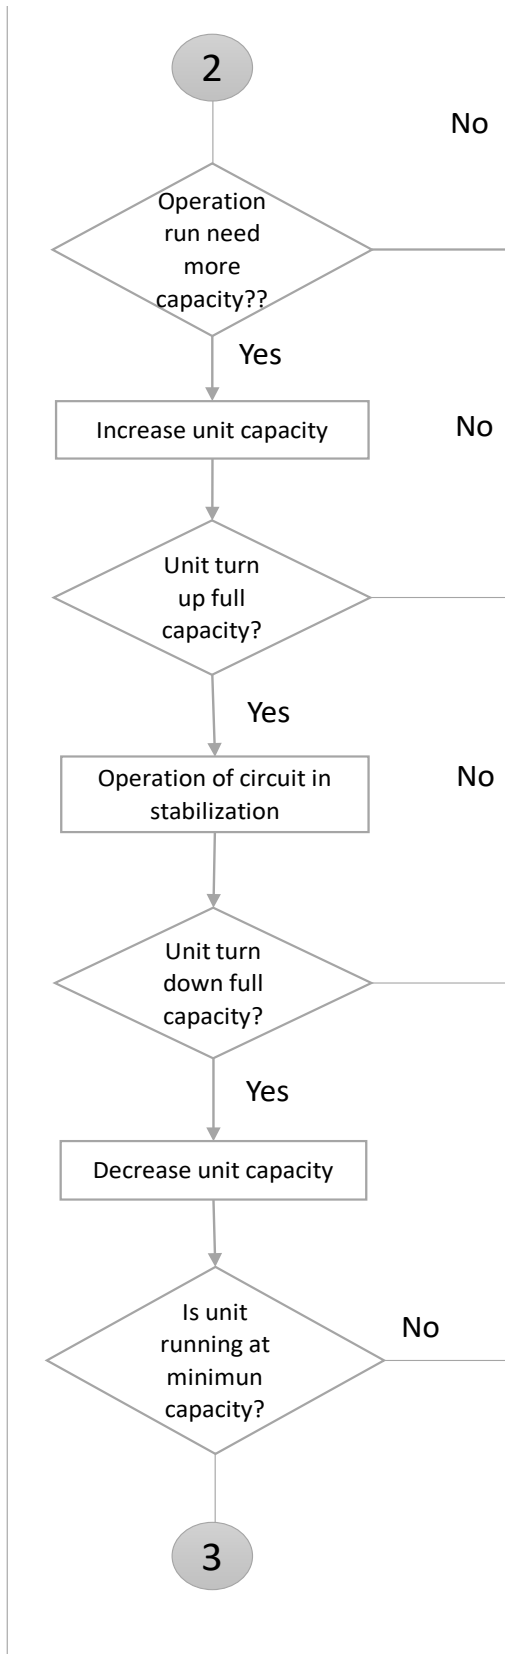 2
No
Operation
run need
more
capacity??
Yes
Increase unit capacity
No
Unit turn
up full
capacity?
Yes
Operation of circuit in
stabilization
No
Unit turn
down full
capacity?
Yes
Decrease unit capacity
Is unit
running at
minimun
capacity?
No
3